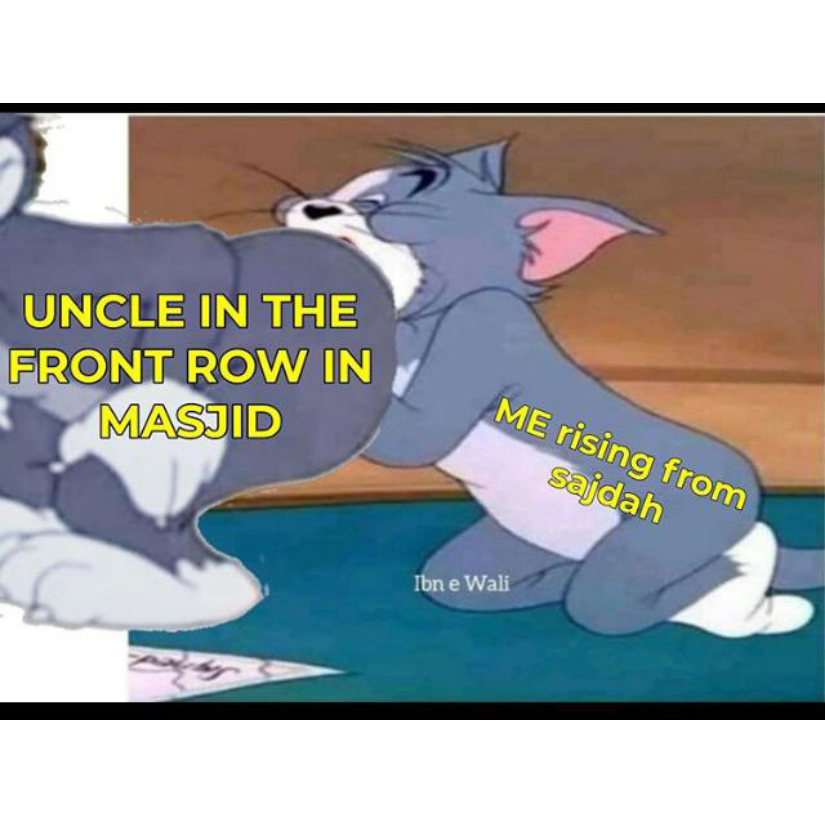 UNCLE IN THE
FRONT ROW IN
MASJID
ME rising from
sajdah
Ibn e Wali